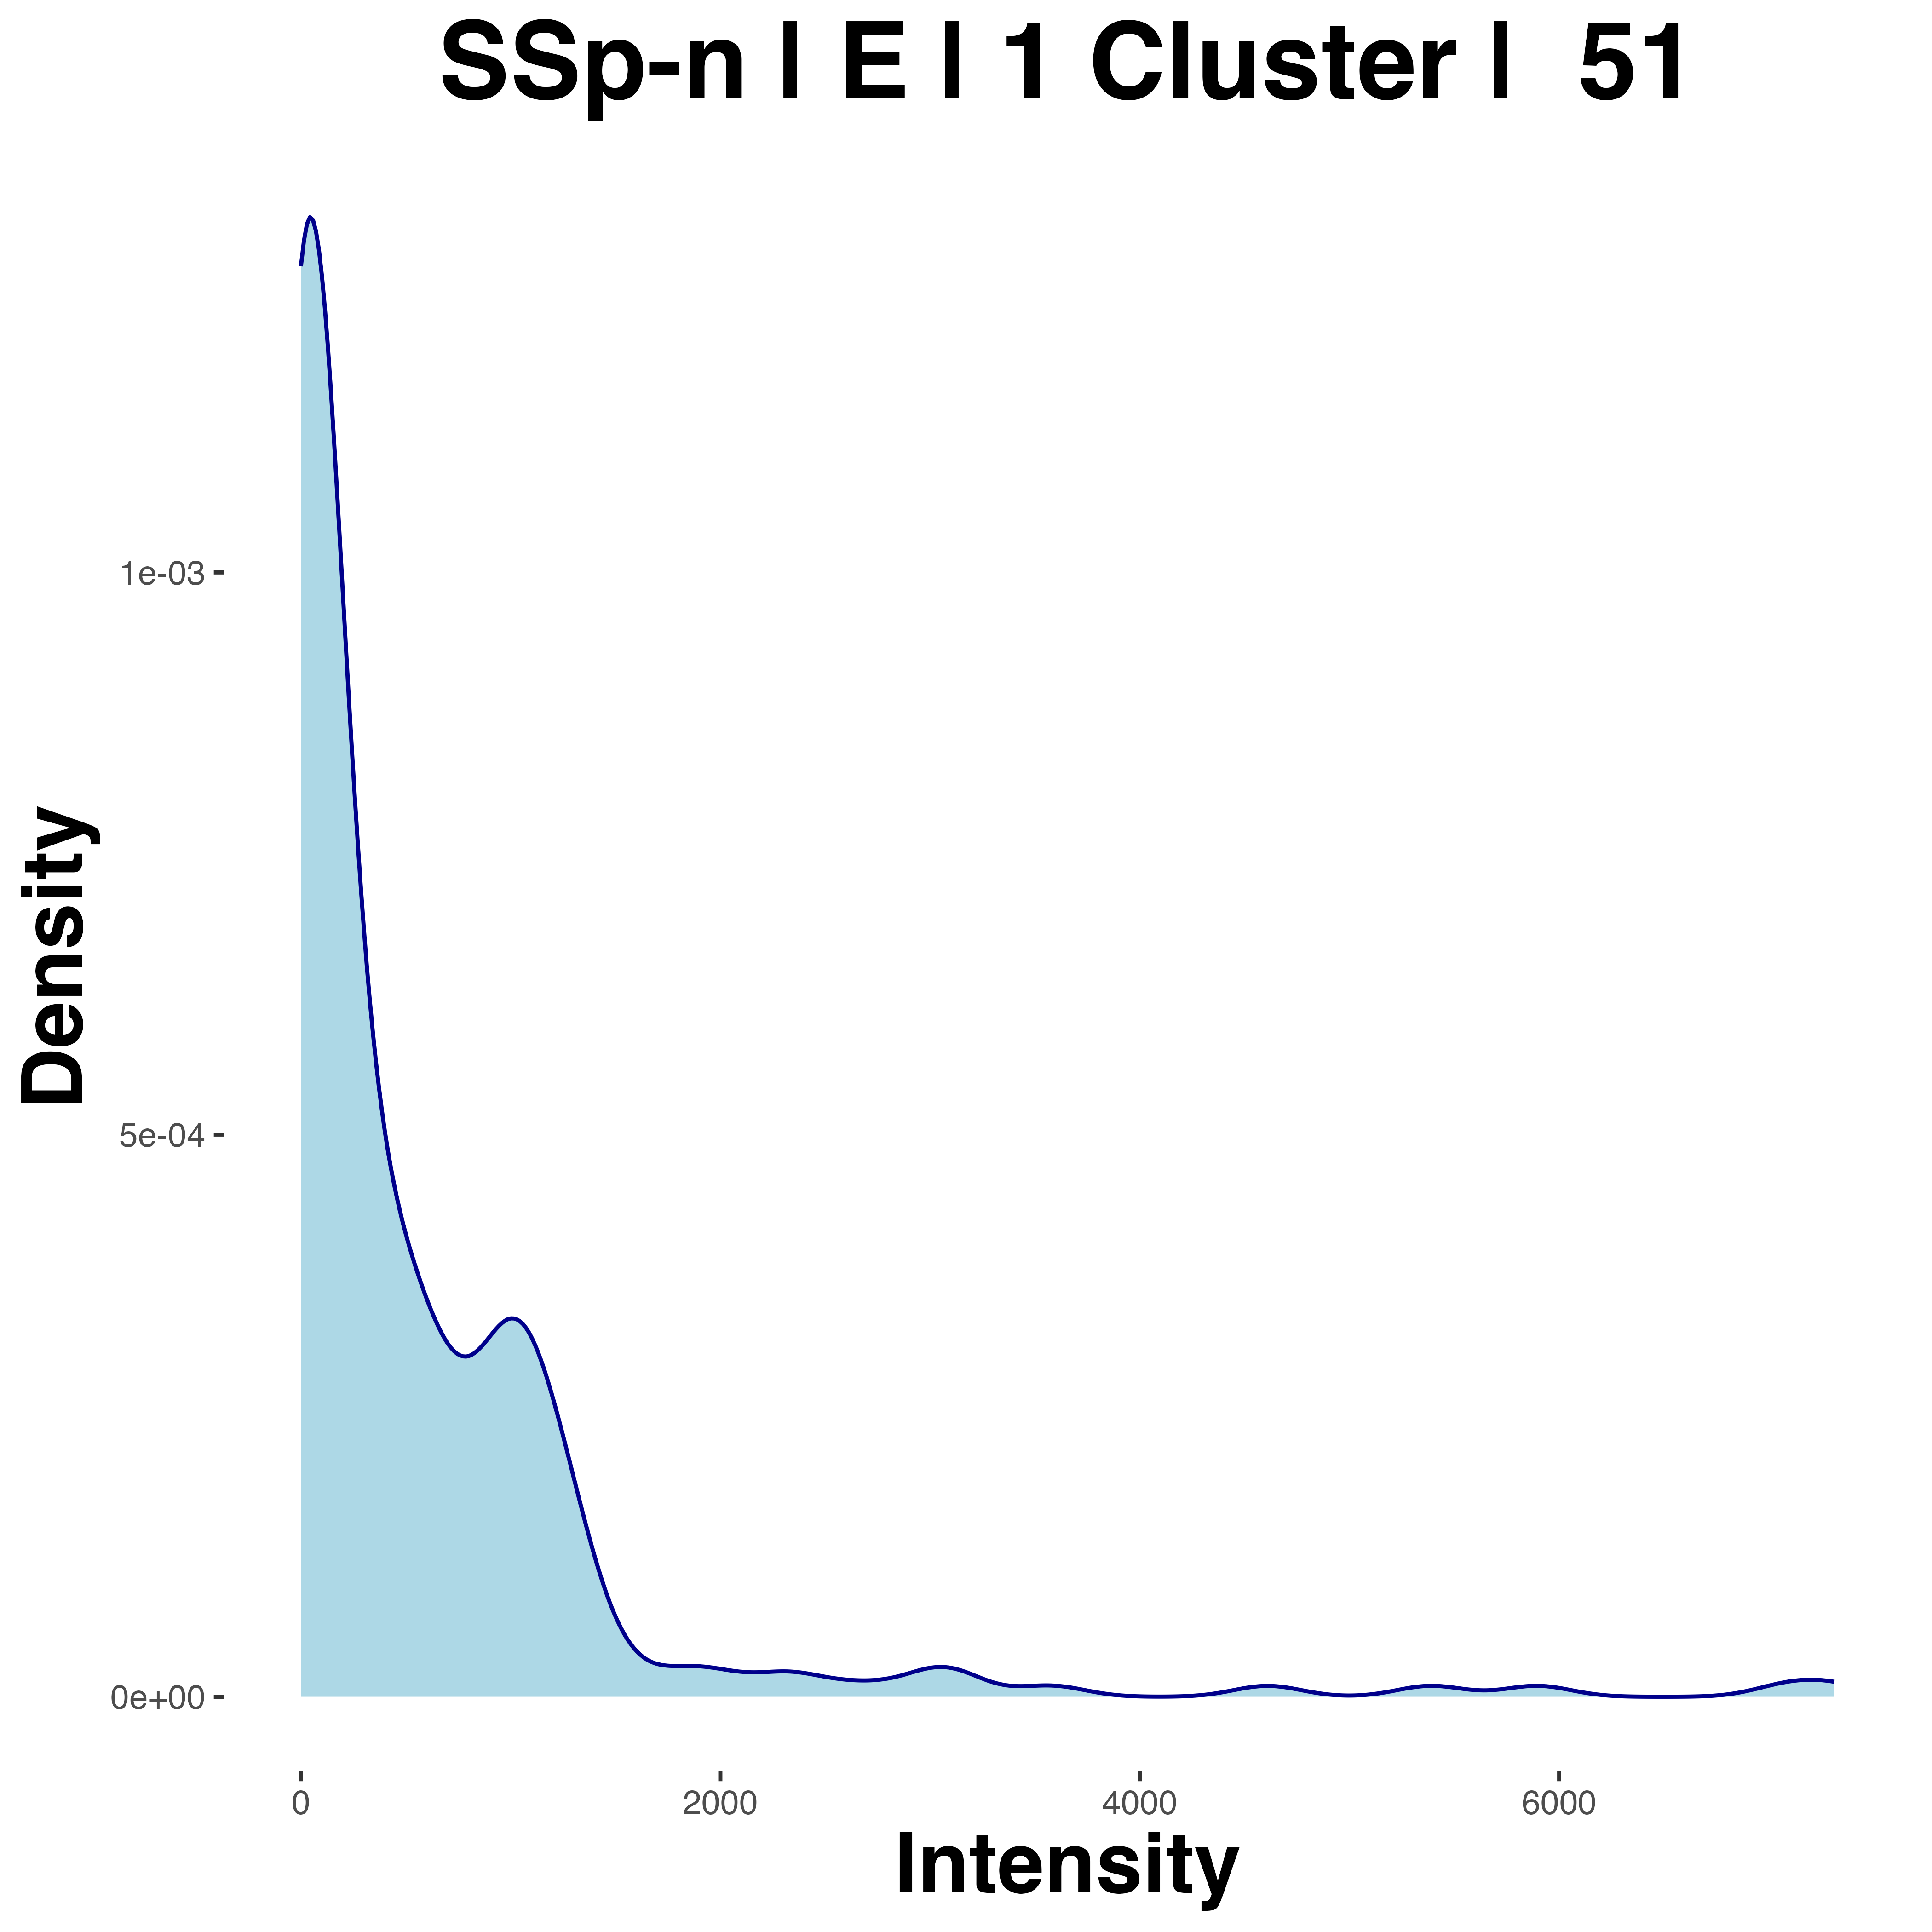 SSp-n | E | 1 Cluster |  51
Density
1e-03
5e-04
0e+00
0
2000
4000
6000
Intensity